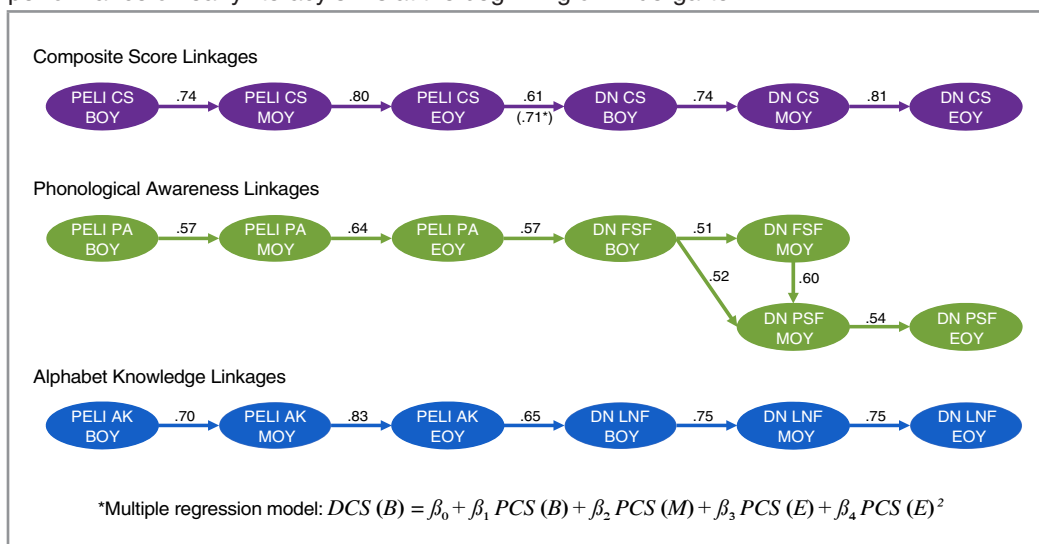 Composite Score Linkages
PELI CS BOY .74 PELI CS MOY .80 PELI CS EOY .61 (.71*) DN CS BOY .74 DN CS MOY .81 DN CS EOY
Phonological Awareness Linkages
PELI PA BOY .57 PELI PA MOY .64 PELI PA EOY .57 DN FSF BOY .51 DN FSF MOY
.52 .60
DN PSF MOY .54 DN PSF EOY
Alphabet Knowledge Linkages
PELI AK BOY .70 PELI AK MOY .83 PELI AK EOY .65 DN LNF BOY .75 DN LNF MOY .75 DN LNF EOY
*Multiple regression model: DCS (B) = β₀ + β₁ PCS (B) + β₂ PCS (M) + β₃ PCS (E) + β₄ PCS (E)²